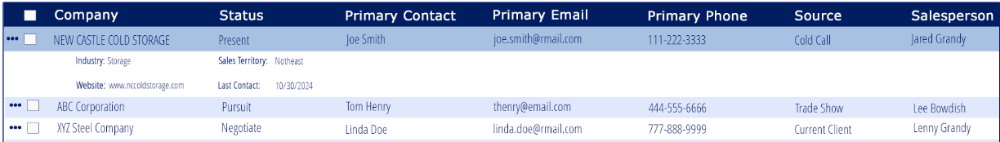 Company Status Primary Contact Primary Email Primary Phone Source Salesperson
••• NEW CASTLE COLD STORAGE Present Joe Smith joe.smith@rmail.com 111-222-3333 Cold Call Jared Grandy
Industry: Storage Sales Territory: Notheast
Website: www.nccoldstorage.com Last Contact: 10/30/2024
••• ABC Corporation Pursuit Tom Henry thenry@email.com 444-555-6666 Trade Show Lee Bowdish
••• XYZ Steel Company Negotiate Linda Doe linda.doe@rmail.com 777-888-9999 Current Client Lenny Grandy